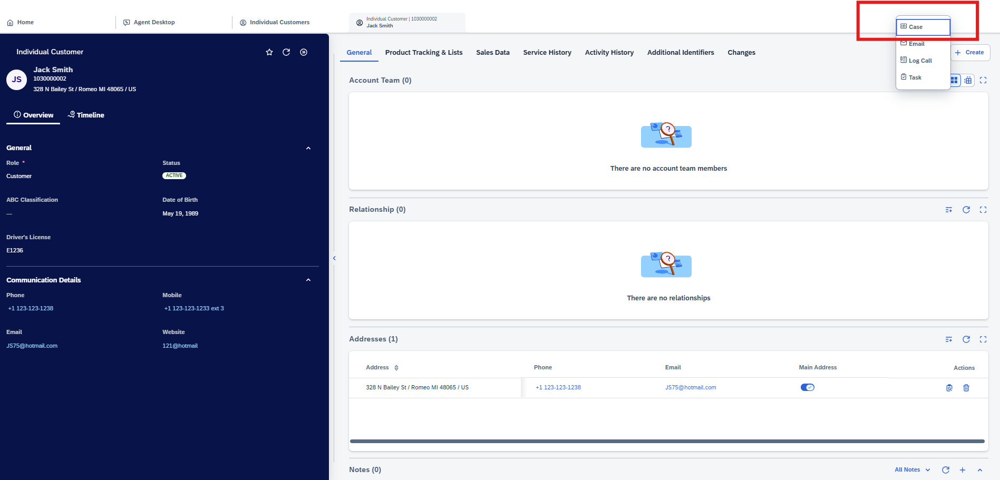 Home
Agent Desktop
Individual Customers
Individual Customer | 1030000002
Jack Smith
Case
Email
Log Call
Task
Create
Individual Customer
JS
Jack Smith
1030000002
328 N Bailey St / Romeo MI 48065 / US
Overview
Timeline
General
Role *
Status
Customer
ACTIVE
ABC Classification
Date of Birth
—
May 19, 1989
Driver's License
E1236
Communication Details
Phone
Mobile
+1 123-123-1238
+1 123-123-1233 ext 3
Email
Website
JS75@hotmail.com
121@hotmail
General
Product Tracking & Lists
Sales Data
Service History
Activity History
Additional Identifiers
Changes
Account Team (0)
?
There are no account team members
Relationship (0)
?
There are no relationships
Addresses (1)
Address
Phone
Email
Main Address
Actions
328 N Bailey St / Romeo MI 48065 / US
+1 123-123-1238
JS75@hotmail.com
Notes (0)
All Notes